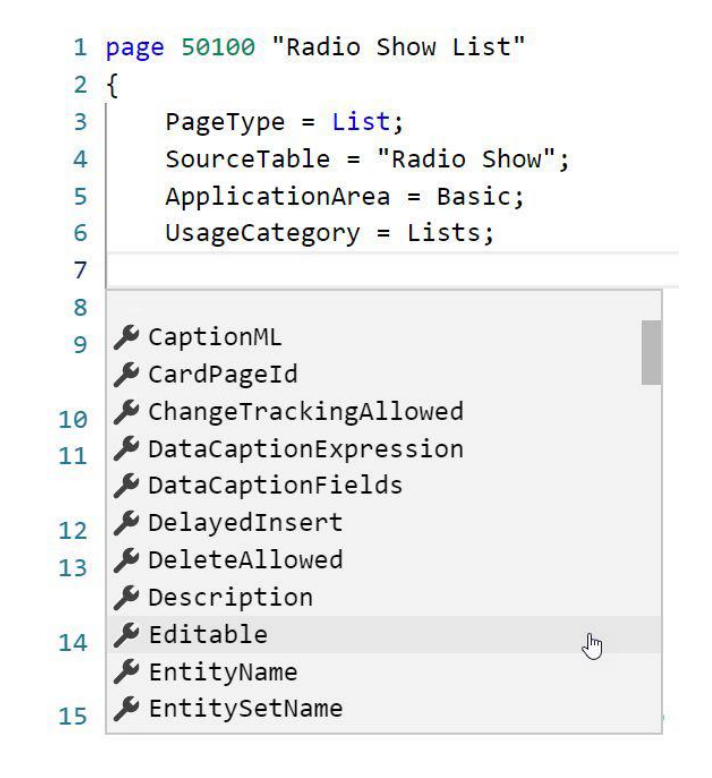 1 page 50100 "Radio Show List"
2 {
3 PageType = List;
4 SourceTable = "Radio Show";
5 ApplicationArea = Basic;
6 UsageCategory = Lists;
7
8
9 CaptionML
CardPageId
10 ChangeTrackingAllowed
11 DataCaptionExpression
DataCaptionFields
12 DelayedInsert
13 DeleteAllowed
Description
14 Editable
EntityName
15 EntitySetName